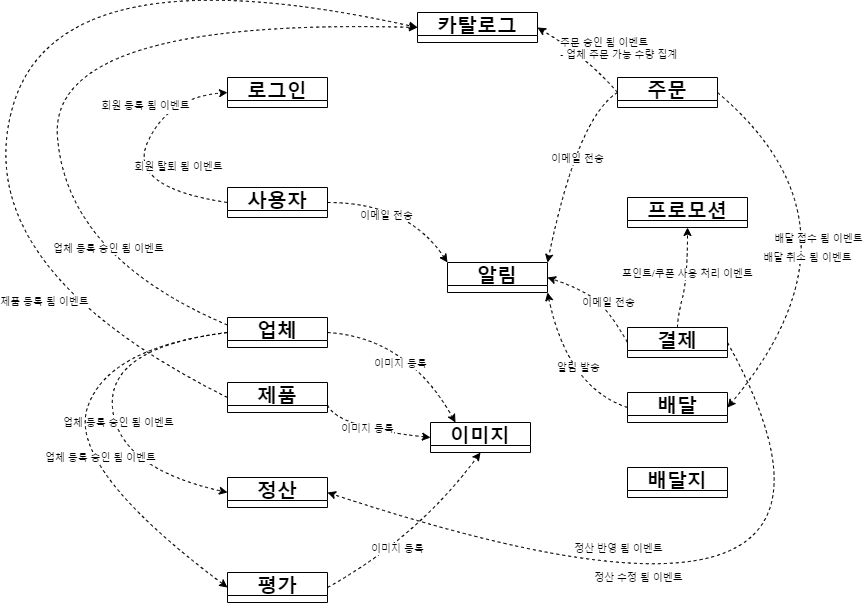 카탈로그
주문 승인 됨 이벤트
- 업체 주문 가능 수량 집계
로그인
주문
회원 등록 됨 이벤트
이메일 전송
회원 탈퇴 됨 이벤트
사용자
이메일 전송
프로모션
배달 접수 됨 이벤트
업체 등록 승인 됨 이벤트
배달 취소 됨 이벤트
알림
포인트/쿠폰 사용 처리 이벤트
제품 등록 됨 이벤트
이메일 전송
업체
결제
이미지 등록
알림 발송
제품
배달
업체 등록 승인 됨 이벤트
이미지 등록
이미지
업체 등록 승인 됨 이벤트
배달지
정산
이미지 등록
정산 반영 됨 이벤트
정산 수정 됨 이벤트
평가